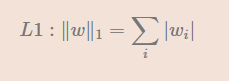 L1 : ‖w‖₁ = ∑ᵢ |wᵢ|